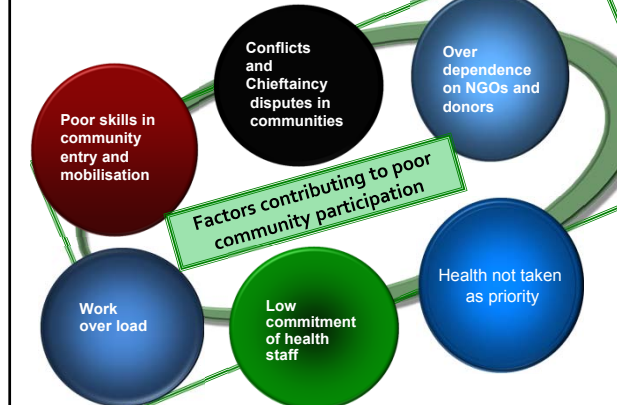 Conflicts
and
Chieftaincy
disputes in
communities
Over
dependence
on NGOs and
donors
Poor skills in
community
entry and
mobilisation
Factors contributing to poor
community participation
Health not taken
as priority
Work
over load
Low
commitment
of health
staff